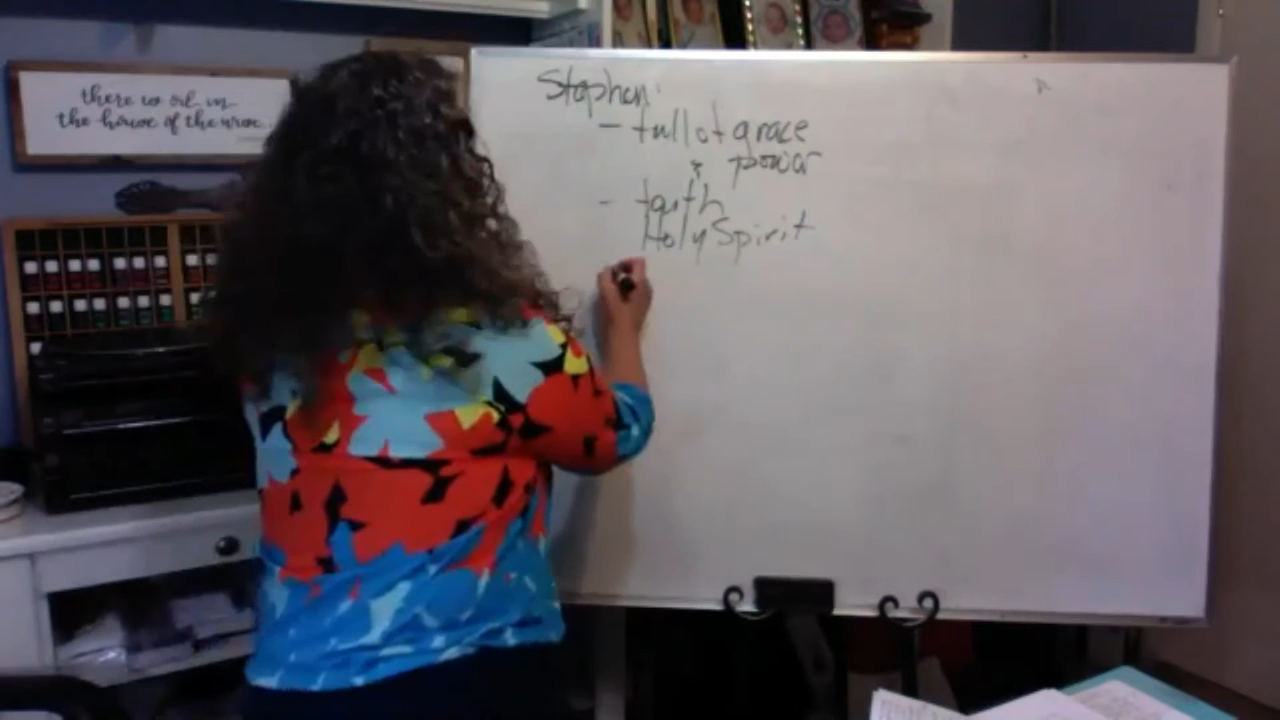 there is oil in
the house of the wise...
Stephen:
- full of grace
& power
- faith
Holy Spirit